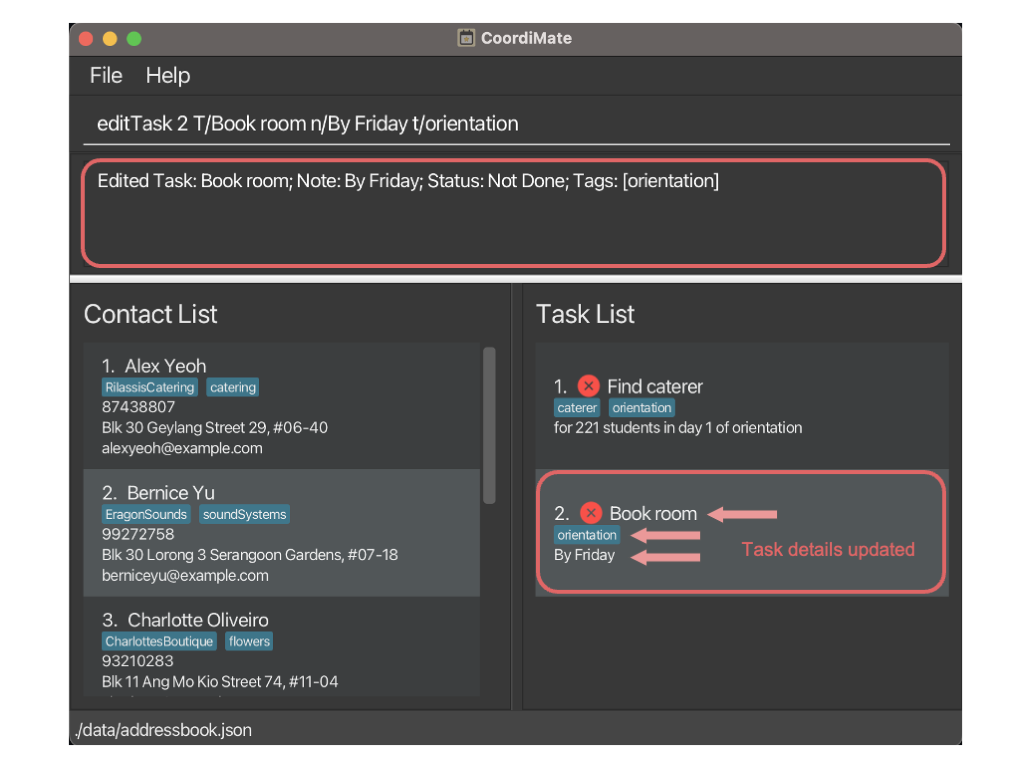 CoordiMate
File Help
editTask 2 T/Book room n/By Friday t/orientation
Edited Task: Book room; Note: By Friday; Status: Not Done; Tags: [orientation]
Contact List
1. Alex Yeoh
RilassisCatering catering
87438807
Blk 30 Geylang Street 29, #06-40
alexyeoh@example.com
2. Bernice Yu
EragonSounds soundSystems
99272758
Blk 30 Lorong 3 Serangoon Gardens, #07-18
berniceyu@example.com
3. Charlotte Oliveiro
CharlottesBoutique flowers
93210283
Blk 11 Ang Mo Kio Street 74, #11-04
Task List
1. Find caterer
caterer orientation
for 221 students in day 1 of orientation
2. Book room
orientation
By Friday
Task details updated
./data/addressbook.json